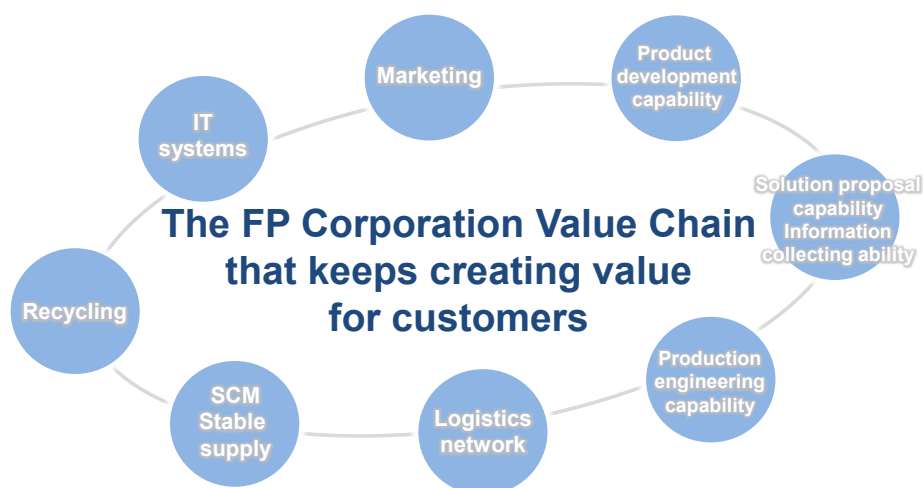 Marketing
Product
development
capability
IT
systems
Solution proposal
capability
Information
collecting ability
The FP Corporation Value Chain
that keeps creating value
for customers
Recycling
Production
engineering
capability
SCM
Stable
supply
Logistics
network